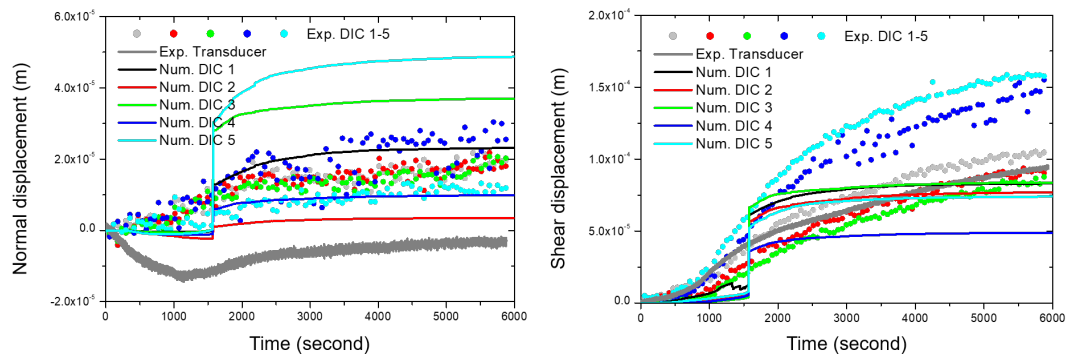 6.0x10⁻⁵
4.0x10⁻⁵
2.0x10⁻⁵
0.0
-2.0x10⁻⁵
Normal displacement (m)
Exp. DIC 1-5
Exp. Transducer
Num. DIC 1
Num. DIC 2
Num. DIC 3
Num. DIC 4
Num. DIC 5
0 1000 2000 3000 4000 5000 6000
Time (second)
2.0x10⁻⁴
1.5x10⁻⁴
1.0x10⁻⁴
5.0x10⁻⁵
0.0
Shear displacement (m)
Exp. DIC 1-5
Exp. Transducer
Num. DIC 1
Num. DIC 2
Num. DIC 3
Num. DIC 4
Num. DIC 5
0 1000 2000 3000 4000 5000 6000
Time (second)